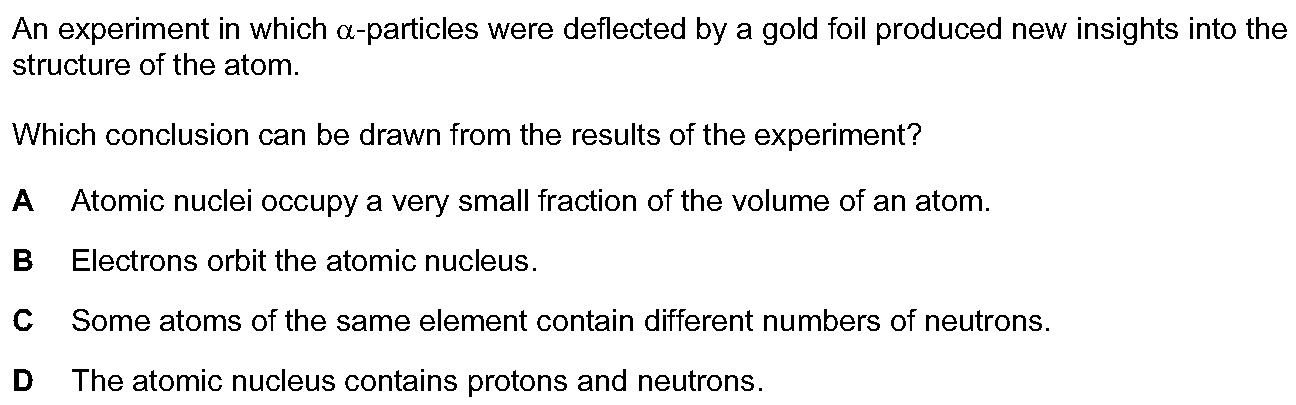 An experiment in which α-particles were deflected by a gold foil produced new insights into the
structure of the atom.
Which conclusion can be drawn from the results of the experiment?
A Atomic nuclei occupy a very small fraction of the volume of an atom.
B Electrons orbit the atomic nucleus.
C Some atoms of the same element contain different numbers of neutrons.
D The atomic nucleus contains protons and neutrons.